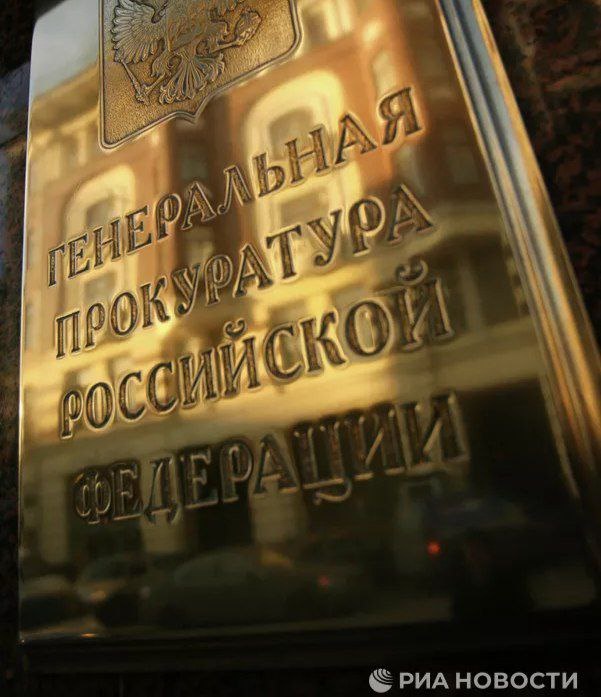 ГЕНЕРАЛЬНАЯ
ПРОКУРАТУРА
РОССИЙСКОЙ
ФЕДЕРАЦИИ
РИА НОВОСТИ